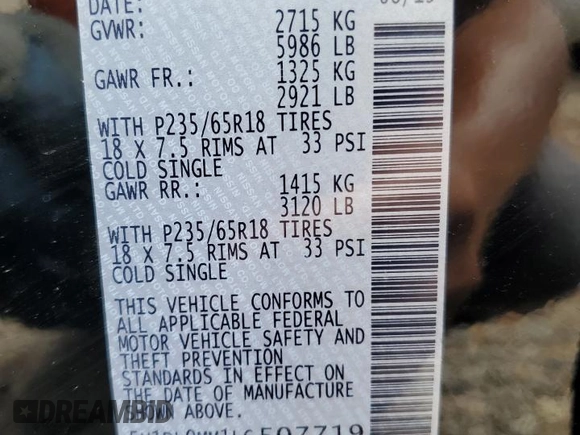 DATE:
GVWR: 2715 KG
5986 LB
GAWR FR.: 1325 KG
2921 LB
WITH P235/65R18 TIRES
18 X 7.5 RIMS AT 33 PSI
COLD SINGLE
GAWR RR.: 1415 KG
3120 LB
WITH P235/65R18 TIRES
18 X 7.5 RIMS AT 33 PSI
COLD SINGLE
THIS VEHICLE CONFORMS TO
ALL APPLICABLE FEDERAL
MOTOR VEHICLE SAFETY AND
THEFT PREVENTION
STANDARDS IN EFFECT ON
THE DATE OF MANUFACTURE
SHOWN ABOVE.
DREAMBID